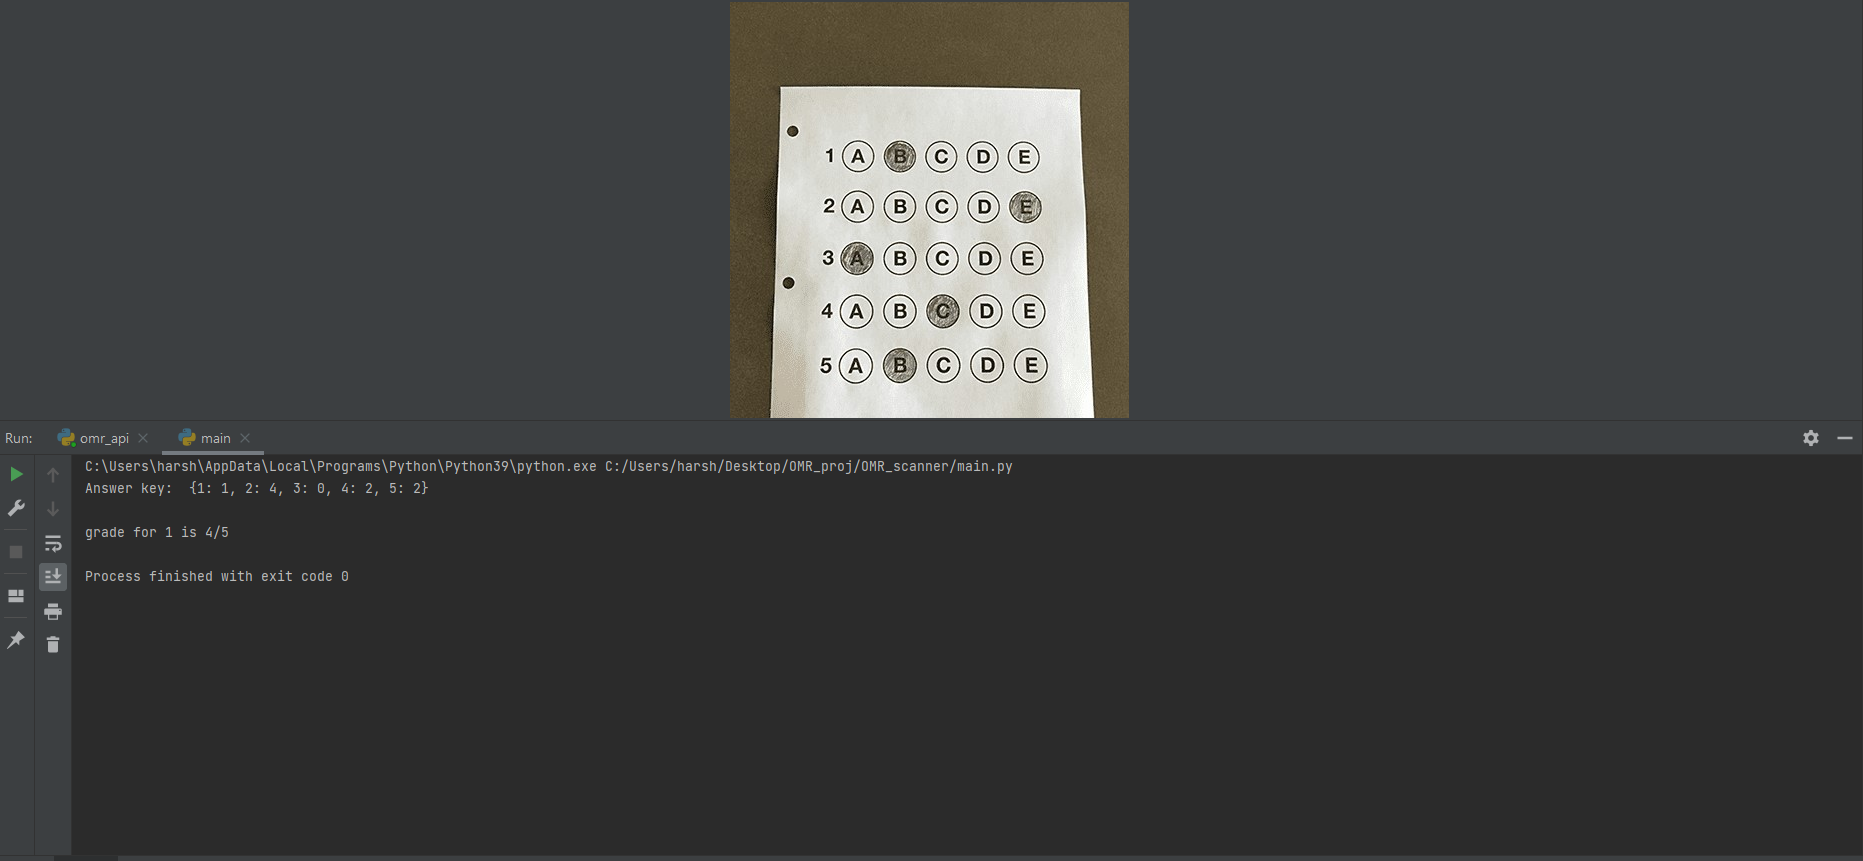 1 A B C D E
2 A B C D E
3 A B C D E
4 A B C D E
5 A B C D E
Run: omr_api main
C:\Users\harsh\AppData\Local\Programs\Python\Python39\python.exe C:/Users/harsh/Desktop/OMR_proj/OMR_scanner/main.py
Answer key:  {1: 1, 2: 4, 3: 0, 4: 2, 5: 2}
grade for 1 is 4/5
Process finished with exit code 0